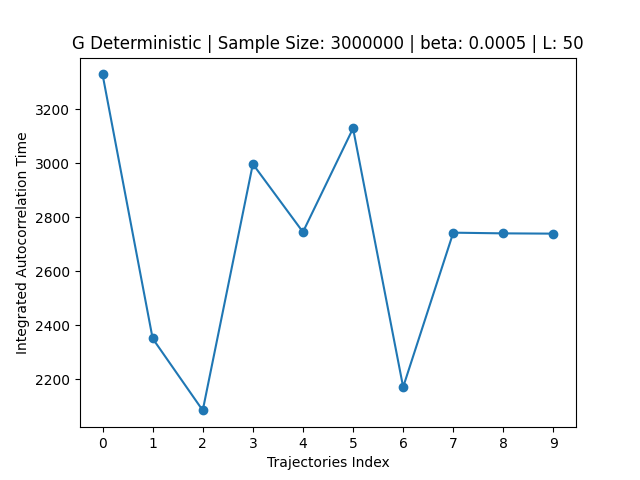 G Deterministic | Sample Size: 3000000 | beta: 0.0005 | L: 50
3200
3000
2800
2600
2400
2200
Integrated Autocorrelation Time
0 1 2 3 4 5 6 7 8 9
Trajectories Index